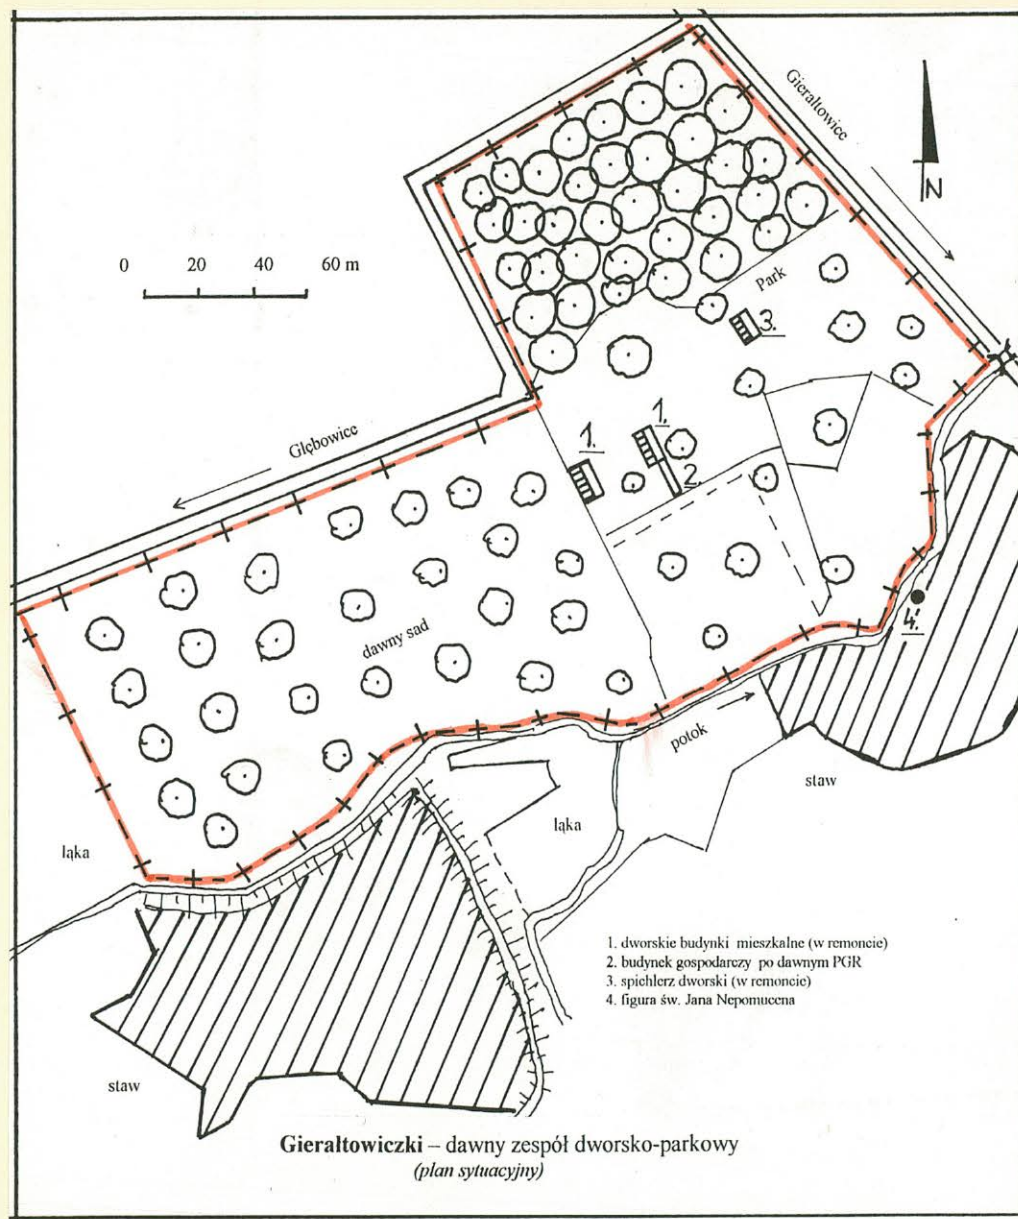 Gierałtowice
N
0 20 40 60 m
Park
3.
Głębowice
1.
1.
2.
dawny sad
4.
potok
staw
łąka
łąka
1. dworskie budynki mieszkalne (w remoncie)
2. budynek gospodarczy po dawnym PGR
3. spichlerz dworski (w remoncie)
4. figura św. Jana Nepomucena
staw
Gierałtowiczki – dawny zespół dworsko-parkowy
(plan sytuacyjny)